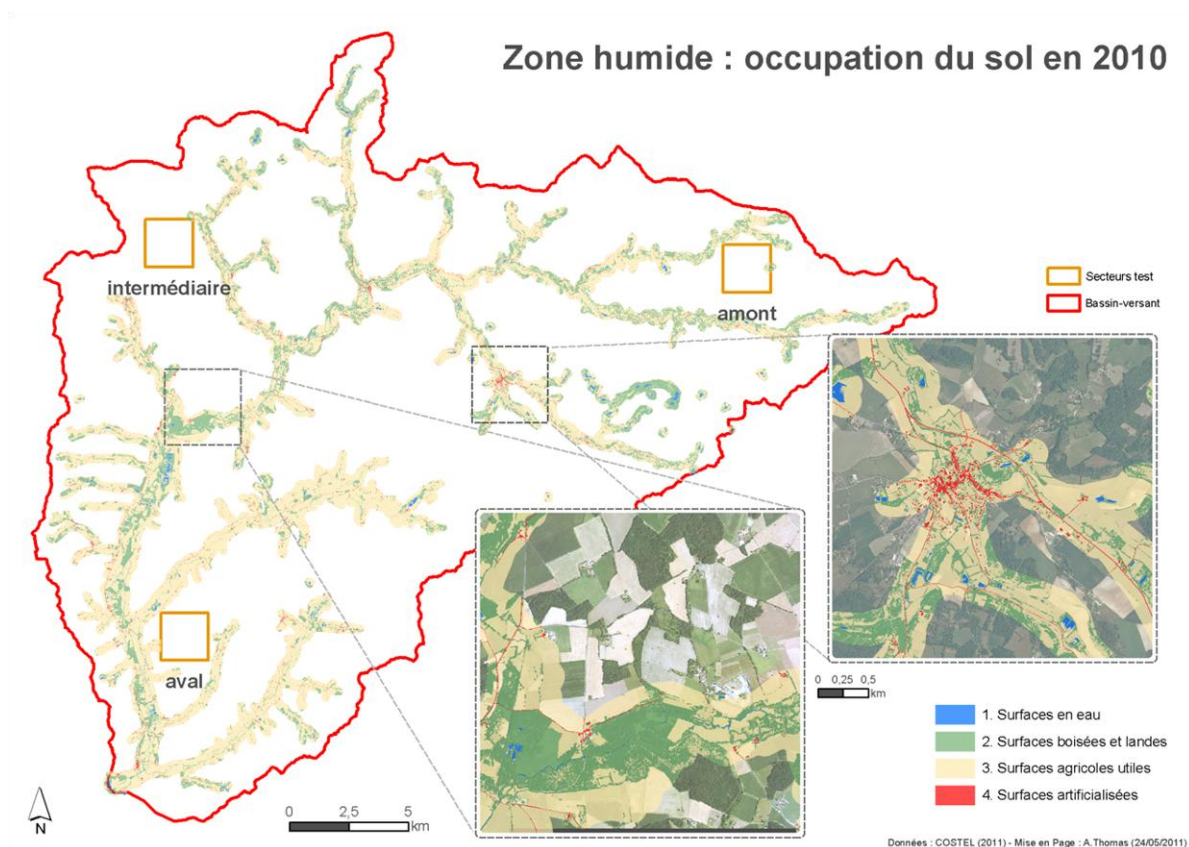 Zone humide : occupation du sol en 2010
intermédiaire
amont
Secteurs test
Bassin-versant
aval
0 0,25 0,5
km
1. Surfaces en eau
2. Surfaces boisées et landes
3. Surfaces agricoles utiles
4. Surfaces artificialisées
N
0 2,5 5
km
Données : COSTEL (2011) - Mise en Page : A.Thomas (24/05/2011)